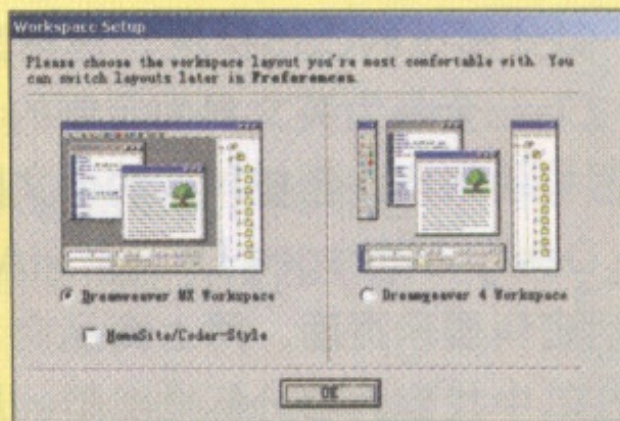 Workspace Setup
Please choose the workspace layout you're most comfortable with. You
can switch layouts later in Preferences.
Dreamweaver MX Workspace
Dreamweaver 4 Workspace
HomeSite/Coder-Style
OK